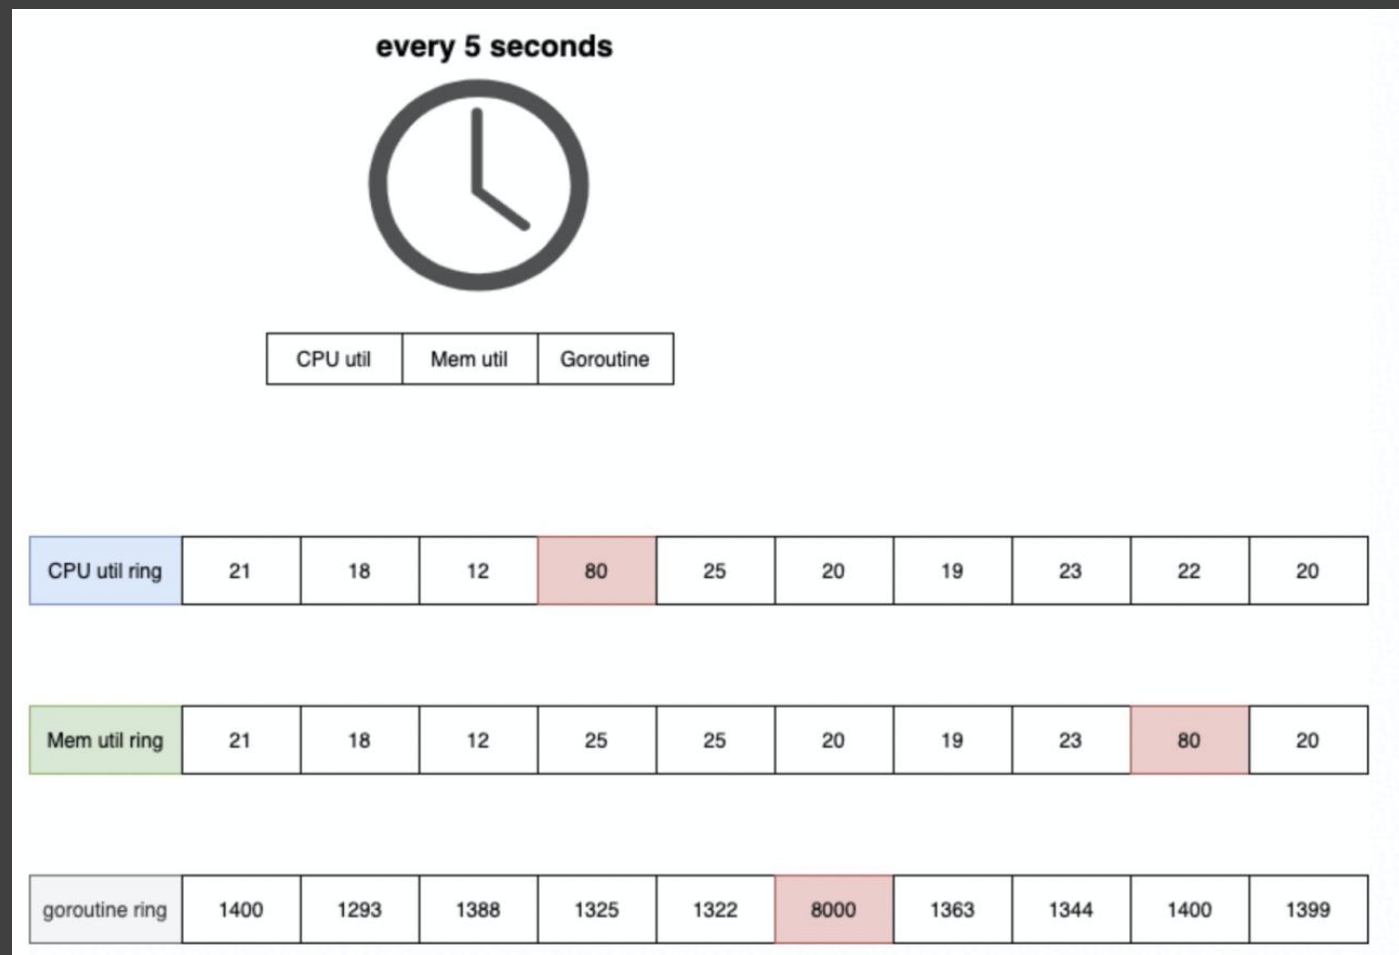 every 5 seconds
CPU util Mem util Goroutine
CPU util ring 21 18 12 80 25 20 19 23 22 20
Mem util ring 21 18 12 25 25 20 19 23 80 20
goroutine ring 1400 1293 1388 1325 1322 8000 1363 1344 1400 1399